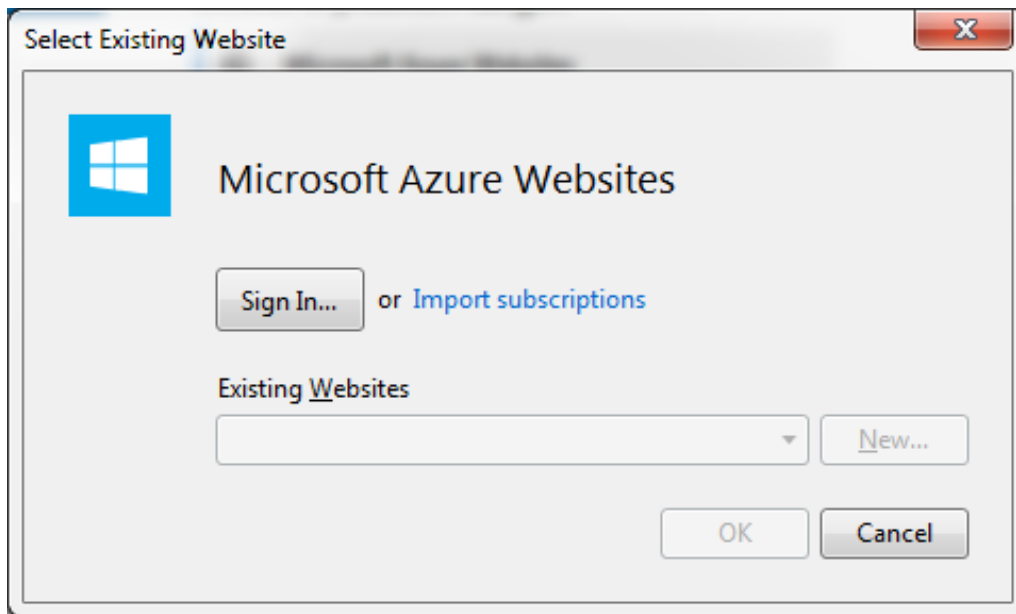 Select Existing Website
Microsoft Azure Websites
Sign In... or Import subscriptions
Existing Websites
New...
OK Cancel